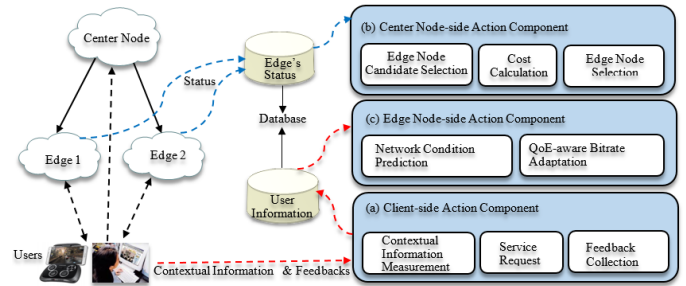 Center Node
Edge 1
Edge 2
Users
Status
Edge's
Status
Database
User
Information
Contextual Information & Feedbacks
(b) Center Node-side Action Component
Edge Node
Candidate Selection
Cost
Calculation
Edge Node
Selection
(c) Edge Node-side Action Component
Network Condition
Prediction
QoE-aware Bitrate
Adaptation
(a) Client-side Action Component
Contextual
Information
Measurement
Service
Request
Feedback
Collection